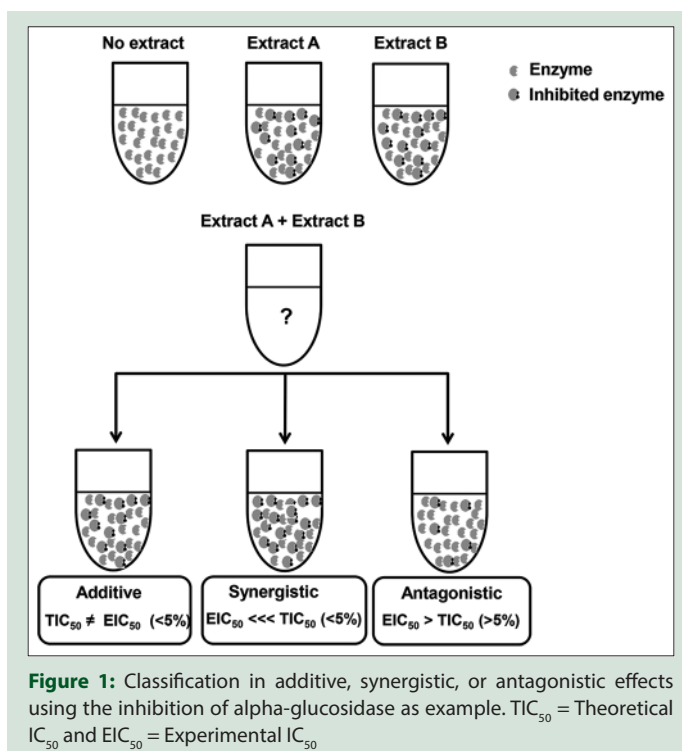 No extract Extract A Extract B
Enzyme
Inhibited enzyme
Extract A + Extract B
?
Additive
TIC50 ≠ EIC50 (<5%)
Synergistic
EIC50 <<< TIC50 (<5%)
Antagonistic
EIC50 > TIC50 (>5%)
Figure 1: Classification in additive, synergistic, or antagonistic effects
using the inhibition of alpha-glucosidase as example. TIC50 = Theoretical
IC50 and EIC50 = Experimental IC50